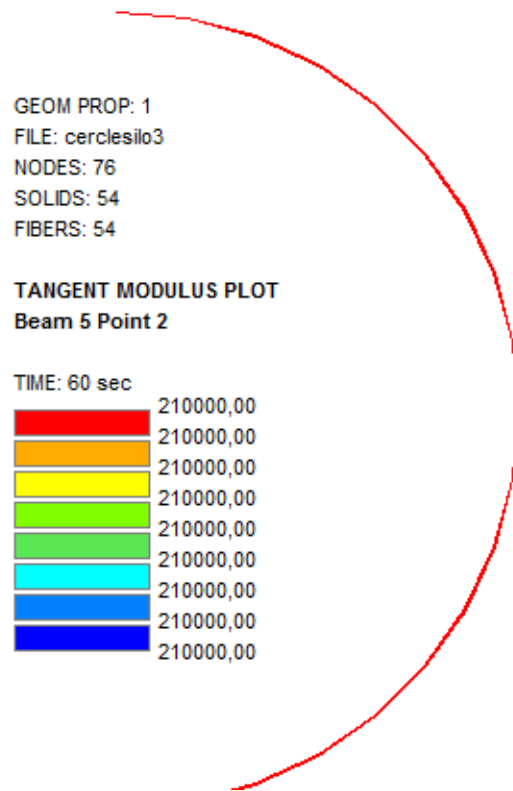 GEOM PROP: 1
FILE: cerclesilo3
NODES: 76
SOLIDS: 54
FIBERS: 54
TANGENT MODULUS PLOT
Beam 5 Point 2
TIME: 60 sec
210000,00
210000,00
210000,00
210000,00
210000,00
210000,00
210000,00
210000,00
210000,00